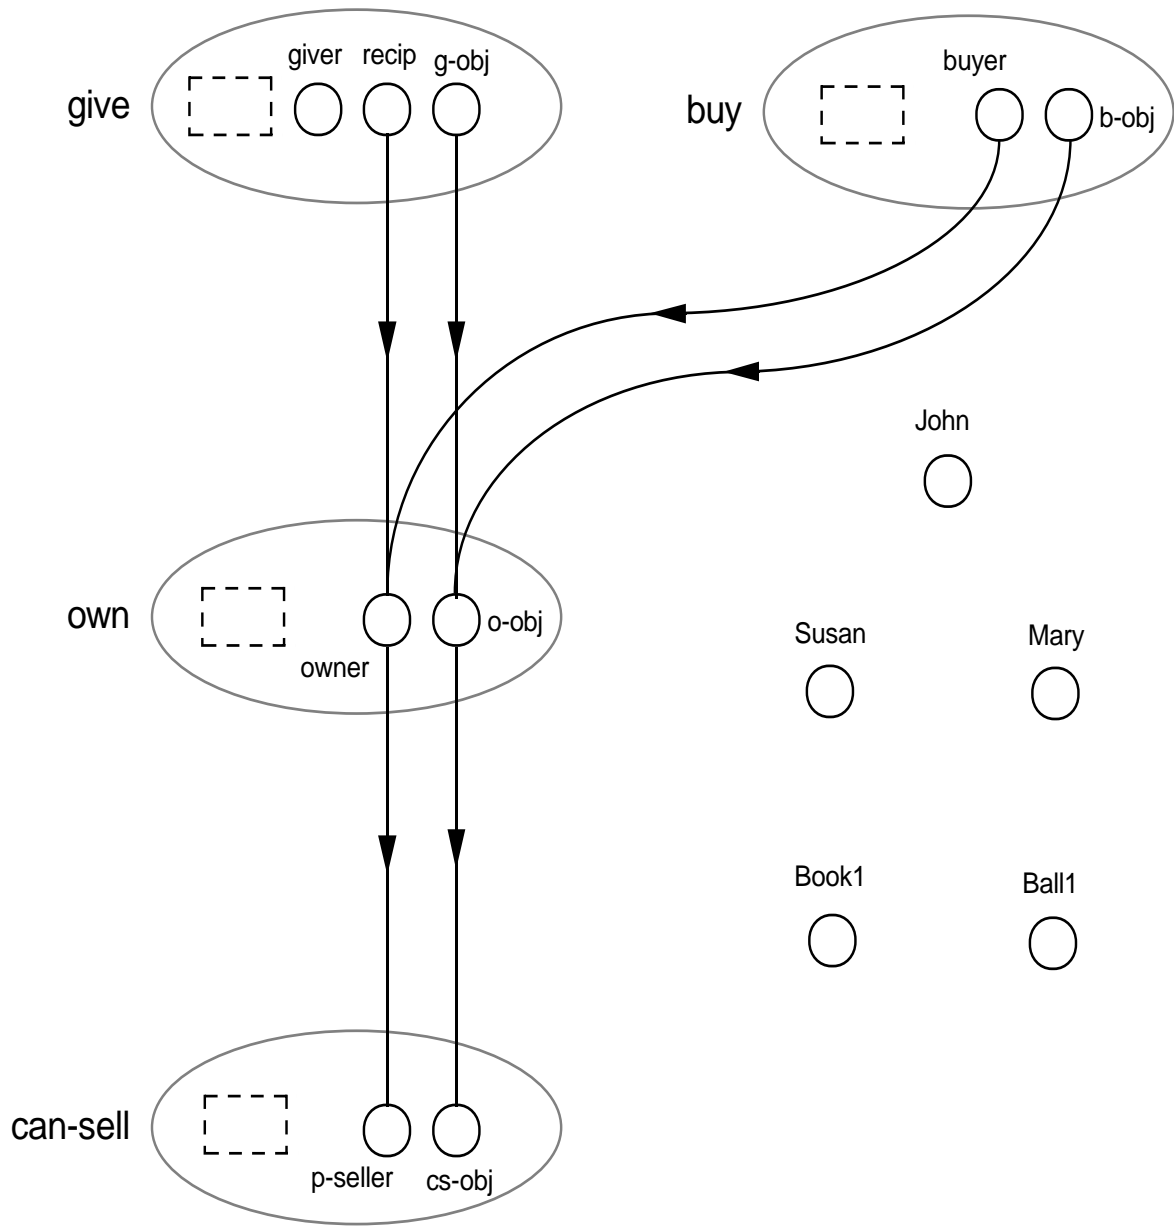 giver recip g-obj
give
buyer
buy
b-obj
John
own
o-obj
owner
Susan
Mary
Book1
Ball1
can-sell
p-seller cs-obj